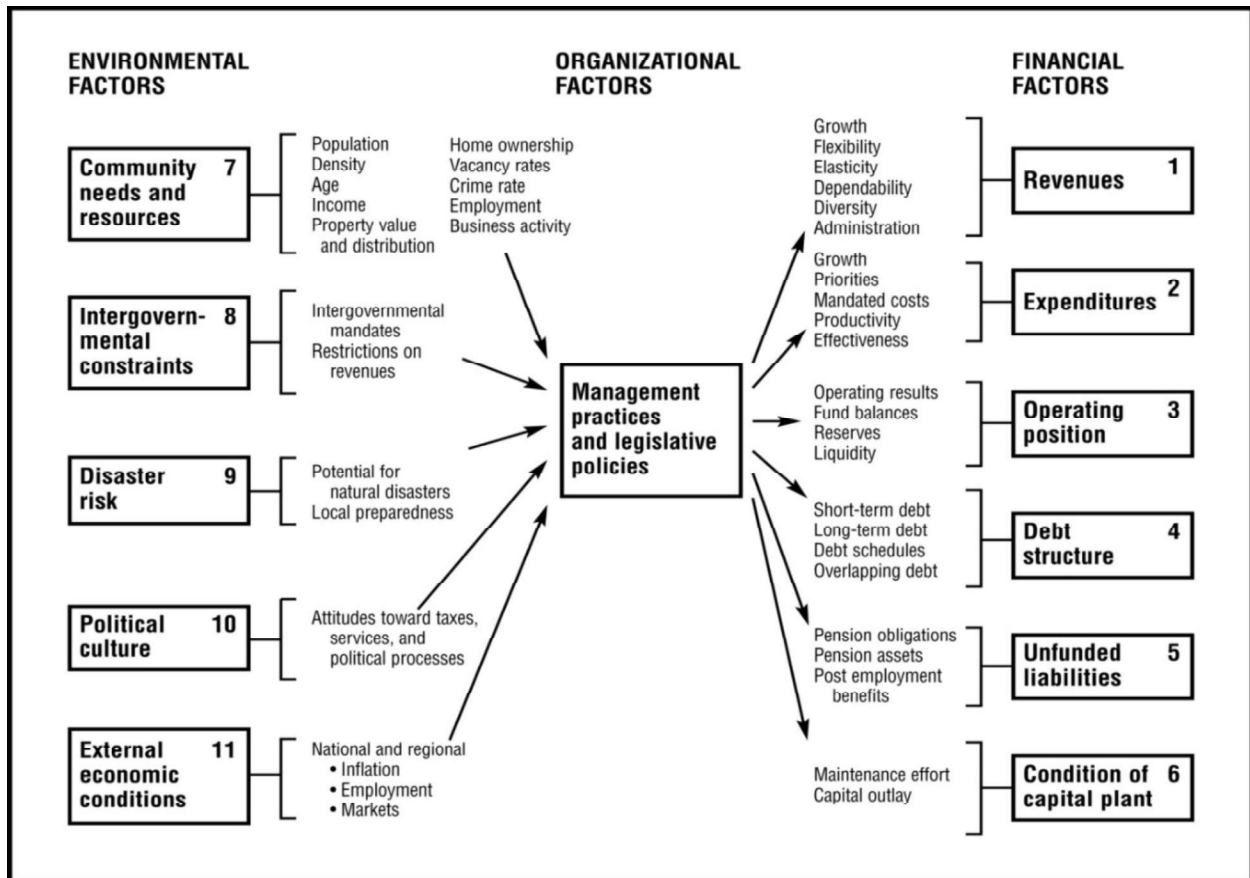 ENVIRONMENTAL
FACTORS
ORGANIZATIONAL
FACTORS
FINANCIAL
FACTORS
Community 7
needs and
resources
Population
Density
Age
Income
Property value
and distribution
Home ownership
Vacancy rates
Crime rate
Employment
Business activity
Intergovern- 8
mental
constraints
Intergovernmental
mandates
Restrictions on
revenues
Disaster 9
risk
Potential for
natural disasters
Local preparedness
Political 10
culture
Attitudes toward taxes,
services, and
political processes
External 11
economic
conditions
National and regional
• Inflation
• Employment
• Markets
Management
practices
and legislative
policies
Growth
Flexibility
Elasticity
Dependability
Diversity
Administration
Revenues 1
Growth
Priorities
Mandated costs
Productivity
Effectiveness
Expenditures 2
Operating results
Fund balances
Reserves
Liquidity
Operating 3
position
Short-term debt
Long-term debt
Debt schedules
Overlapping debt
Debt 4
structure
Pension obligations
Pension assets
Post employment
benefits
Unfunded 5
liabilities
Maintenance effort
Capital outlay
Condition of 6
capital plant